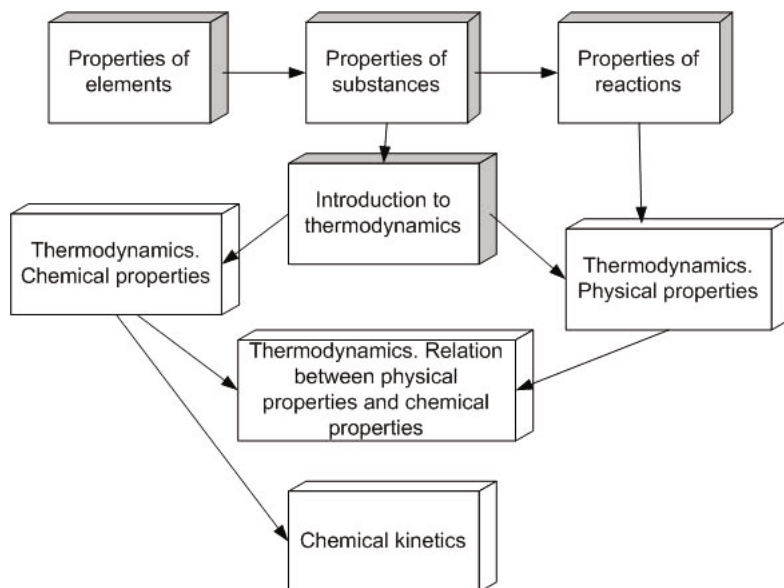 Properties of
elements
Properties of
substances
Properties of
reactions
Introduction to
thermodynamics
Thermodynamics.
Chemical properties
Thermodynamics.
Physical properties
Thermodynamics. Relation
between physical
properties and chemical
properties
Chemical kinetics